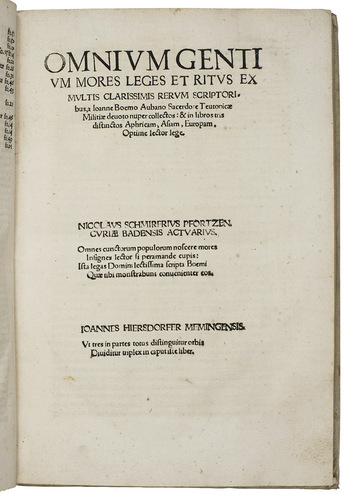 OMNIVM GENTI
VM MORES LEGES ET RITVS EX
MVLTIS CLARISSIMIS RERVM SCRIPTORI-
bus, a Ioanne Boemo Aubano Sacerdote Teutonicæ
Militiæ deuoto nuper collectos: & in libros tris
distinctos Aphricam, Asiam, Europam,
Optime lector lege.
NICOLAVS SCHMIRERIVS PFORTZEN.
CVRIÆ BADENSIS ACTVARIVS.
Omnes cunctorum populorum noscere mores
Insignes lector si peramande cupis:
Ista legas Domini lectissima scripta Boemi
Quæ tibi monstrabunt conuenienter eos.
IOANNES HIERSDORFER MEMINGENSIS.
Vt tres in partes totus distinguitur orbis
Diuiditur triplex in caput iste liber.